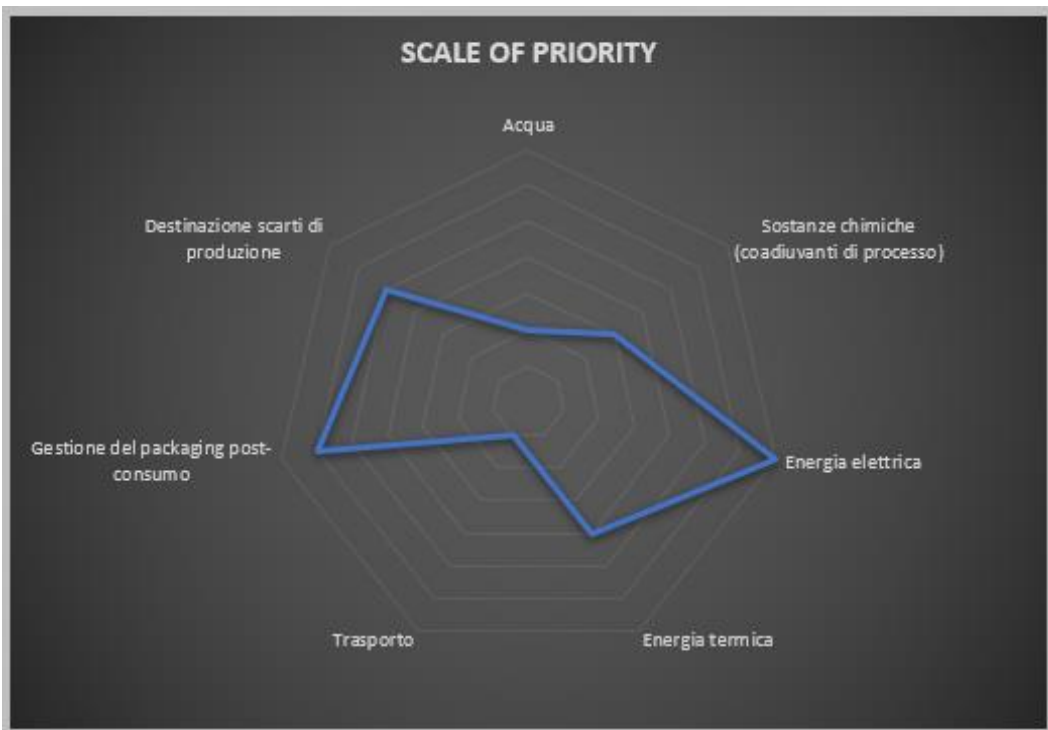 SCALE OF PRIORITY
Acqua
Sostanze chimiche
(coadiuvanti di processo)
Energia elettrica
Energia termica
Trasporto
Gestione del packaging post-
consumo
Destinazione scarti di
produzione